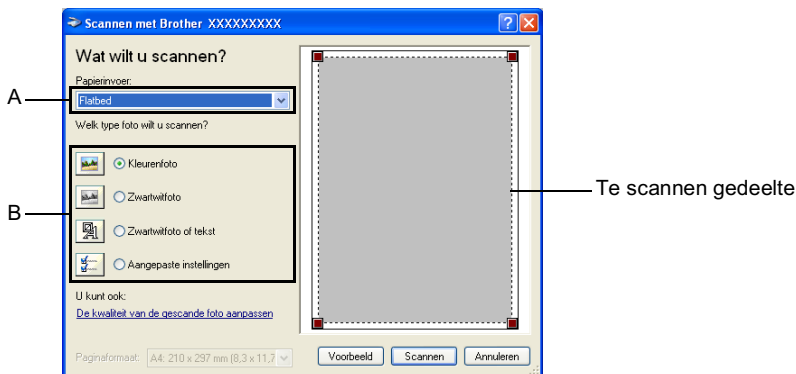 Scannen met Brother XXXXXXXXX
Wat wilt u scannen?
Papierinvoer:
A
Flatbed
Welk type foto wilt u scannen?
Kleurenfoto
Zwartwitfoto
B
Zwartwitfoto of tekst
Aangepaste instellingen
U kunt ook:
De kwaliteit van de gescande foto aanpassen
Paginaformaat: A4: 210 x 297 mm (8,3 x 11,7
Voorbeeld Scannen Annuleren
Te scannen gedeelte